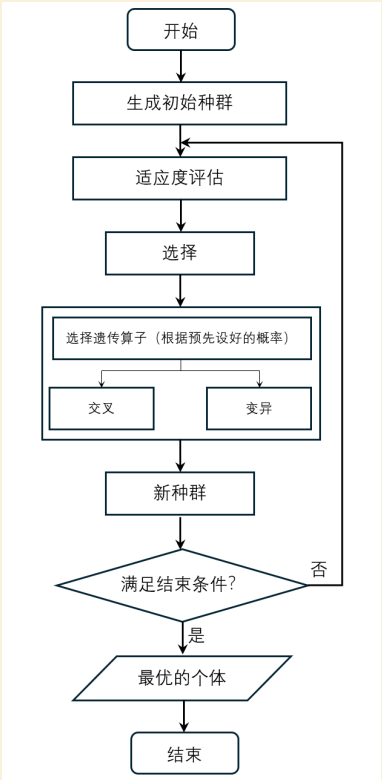 开始
生成初始种群
适应度评估
选择
选择遗传算子（根据预先设好的概率）
交叉
变异
新种群
满足结束条件？
否
是
最优的个体
结束